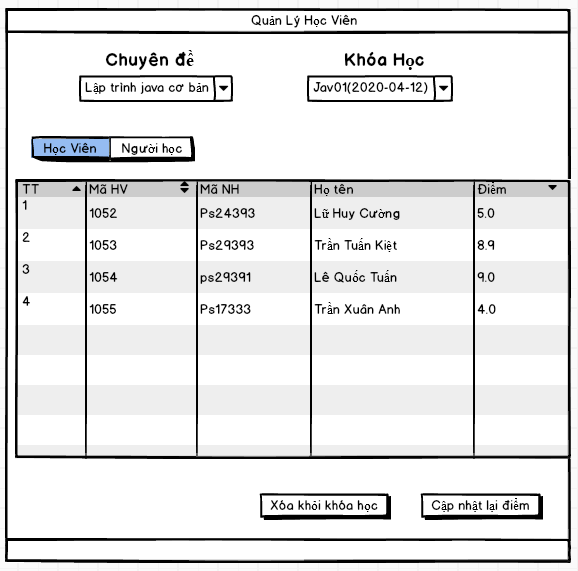 Quản Lý Học Viên
Chuyên đề Khóa Học
Lập trình java cơ bản Jav01(2020-04-12)
Học Viên Người học
TT Mã HV Mã NH Họ tên Điểm
1 1052 Ps24393 Lữ Huy Cường 5.0
2 1053 Ps29393 Trần Tuấn Kiệt 8.9
3 1054 ps29391 Lê Quốc Tuấn 9.0
4 1055 Ps17333 Trần Xuân Anh 4.0
Xóa khỏi khóa học Cập nhật lại điểm